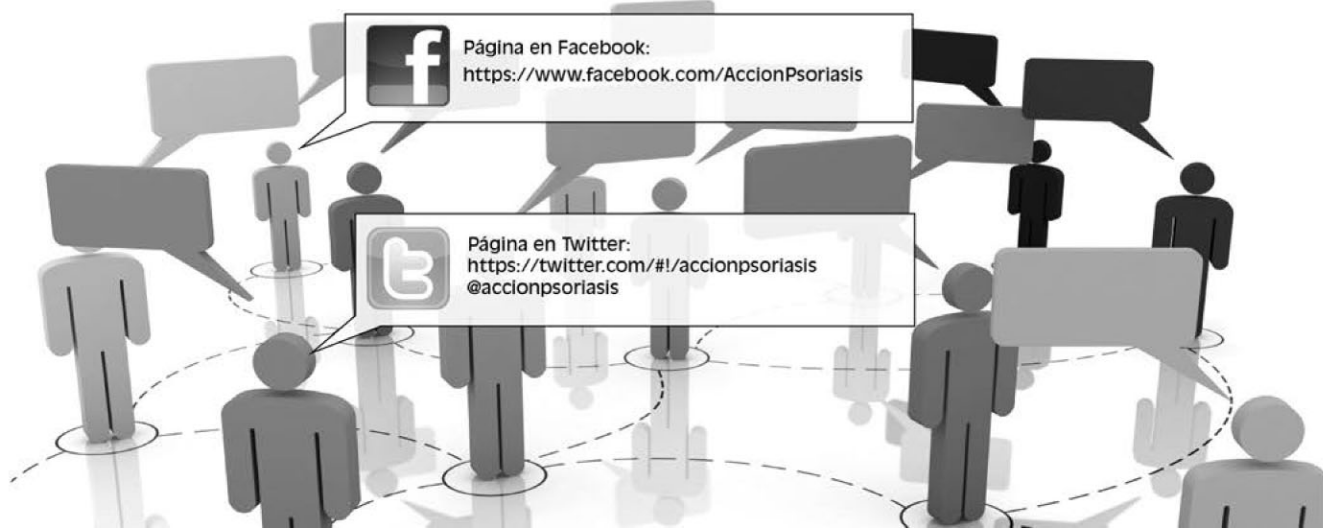 Página en Facebook:
https://www.facebook.com/AccionPsoriasis
Página en Twitter:
https://twitter.com/#!/accionpsoriasis
@accionpsoriasis